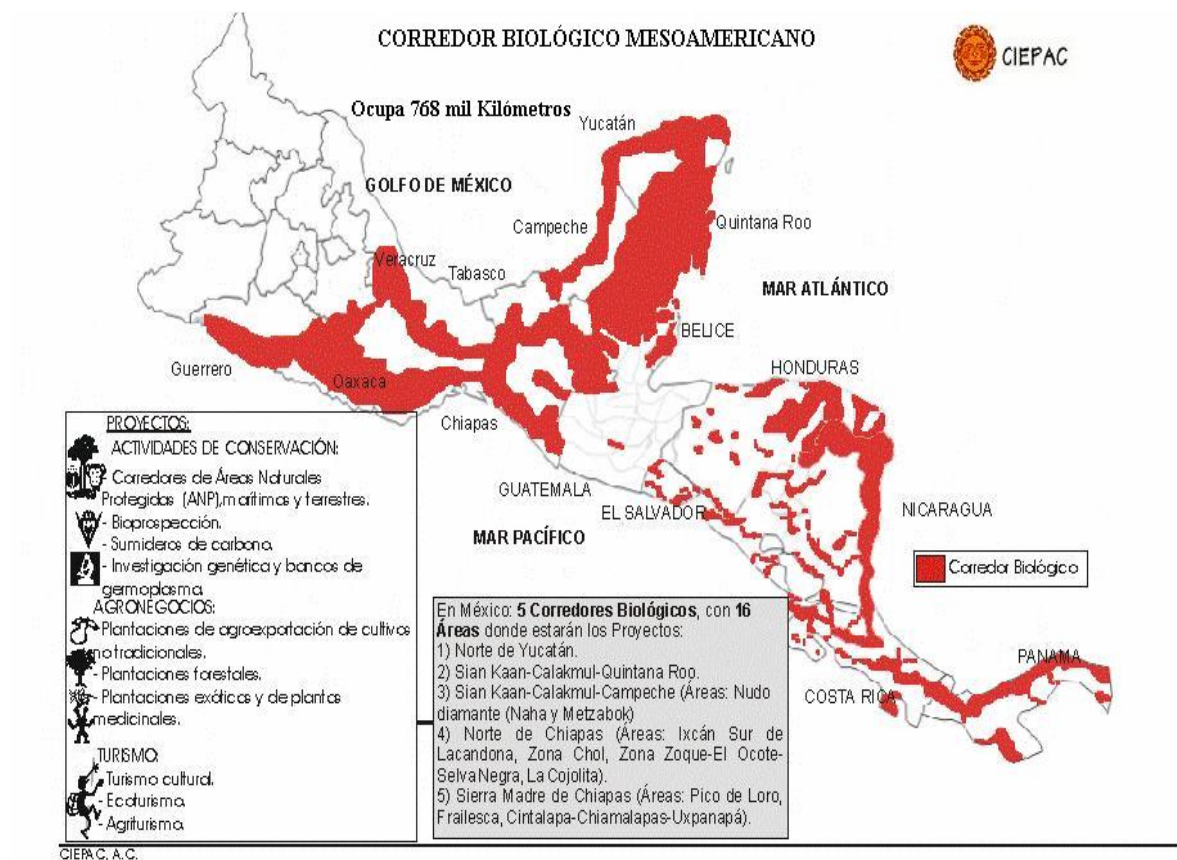 CORREDOR BIOLÓGICO MESOAMERICANO
CIEPAC
Ocupa 768 mil Kilómetros
Yucatán
GOLFO DE MÉXICO
Campeche
Quintana Roo
Veracruz
Tabasco
MAR ATLÁNTICO
BELICE
Guerrero
Oaxaca
Chiapas
HONDURAS
GUATEMALA
EL SALVADOR
NICARAGUA
MAR PACÍFICO
Corredor Biológico
PANAMA
COSTA RICA
PROYECTOS:
ACTIVIDADES DE CONSERVACIÓN:
- Corredores de Áreas Naturales
Protegidas (ANP),marítimas y terrestres.
- Bioprospección.
- Sumideros de carbono.
- Investigación genética y bancos de
germoplasma.
AGRONEGOCIOS:
- Plantaciones de agroexportación de cultivos
no tradicionales.
- Plantaciones forestales.
- Plantaciones exóticas y de plantas
medicinales.
TURISMO:
- Turismo cultural.
- Ecoturismo.
- Agriturismo.
En México: 5 Corredores Biológicos, con 16
Áreas donde estarán los Proyectos:
1) Norte de Yucatán.
2) Sian Kaan-Calakmul-Quintana Roo.
3) Sian Kaan-Calakmul-Campeche (Áreas: Nudo
diamante (Naha y Metzabok)
4) Norte de Chiapas (Áreas: Ixcán Sur de
Lacandona, Zona Chol, Zona Zoque-El Ocote-
Selva Negra, La Cojolita).
5) Sierra Madre de Chiapas (Áreas: Pico de Loro,
Frailesca, Cintalapa-Chiamalapas-Uxpanapá).
CIEPAC, A.C.